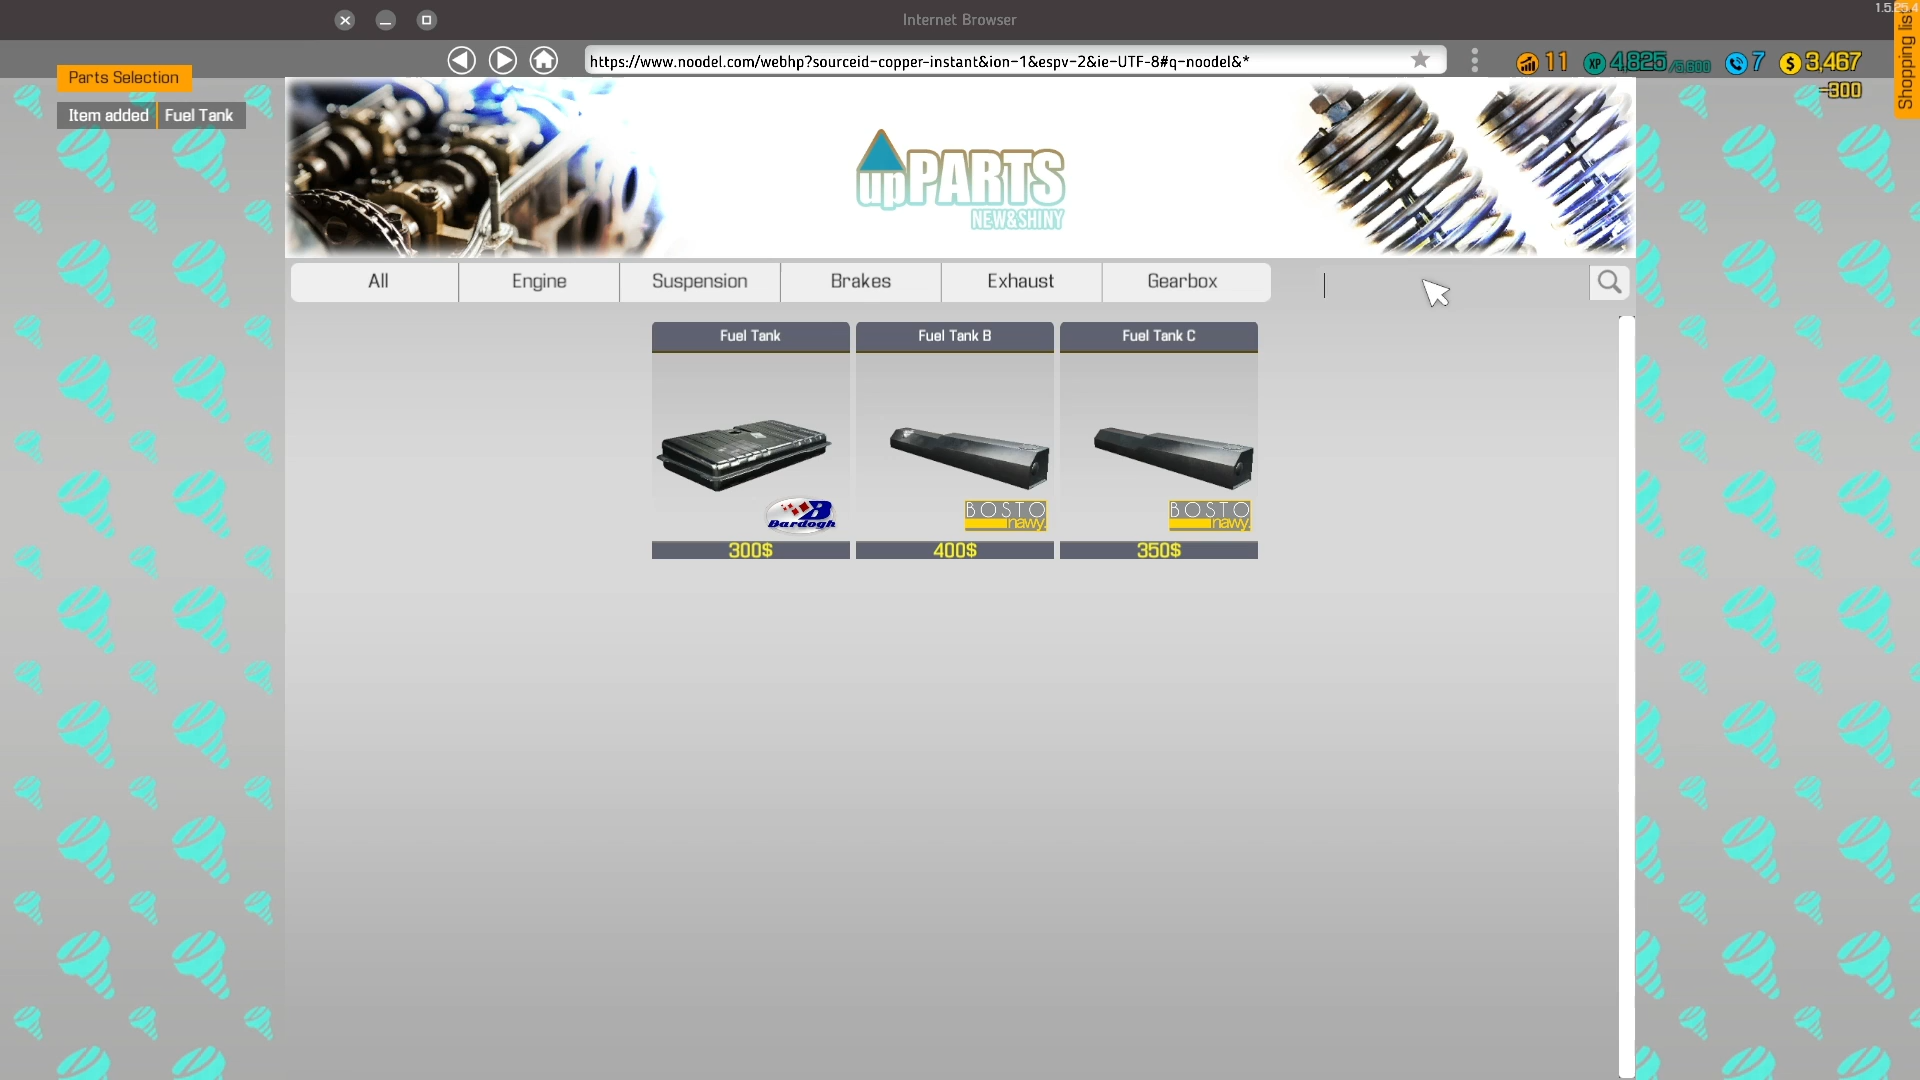 1.5.25.4
Internet Browser
https://www.noodel.com/webhp?sourceid-copper-instant&ion-1&espv-2&ie-UTF-8#q-noodel&*
11
XP 4,825/5,600
7
$ 3,467
-300
Shopping list
Parts Selection
Item added Fuel Tank
upPARTS
NEW&SHINY
All Engine Suspension Brakes Exhaust Gearbox
Fuel Tank Fuel Tank B Fuel Tank C
B
Bardogh
BOSTO
nawy.
BOSTO
nawy.
300$ 400$ 350$